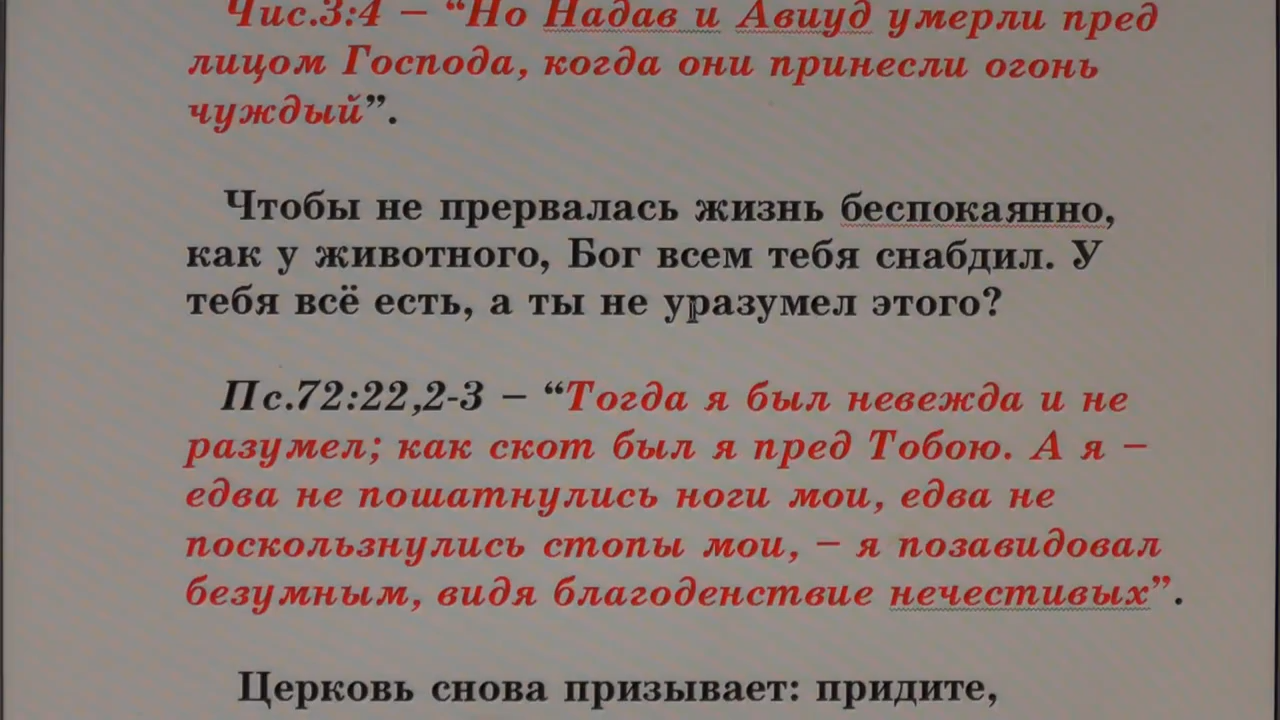 Чис.3:4 – “Но Надав и Авиуд умерли пред
лицом Господа, когда они принесли огонь
чуждый”.
Чтобы не прервалась жизнь беспокаянно,
как у животного, Бог всем тебя снабдил. У
тебя всё есть, а ты не уразумел этого?
Пс.72:22,2-3 – “Тогда я был невежда и не
разумел; как скот был я пред Тобою. А я –
едва не пошатнулись ноги мои, едва не
поскользнулись стопы мои, – я позавидовал
безумным, видя благоденствие нечестивых”.
Церковь снова призывает: придите,